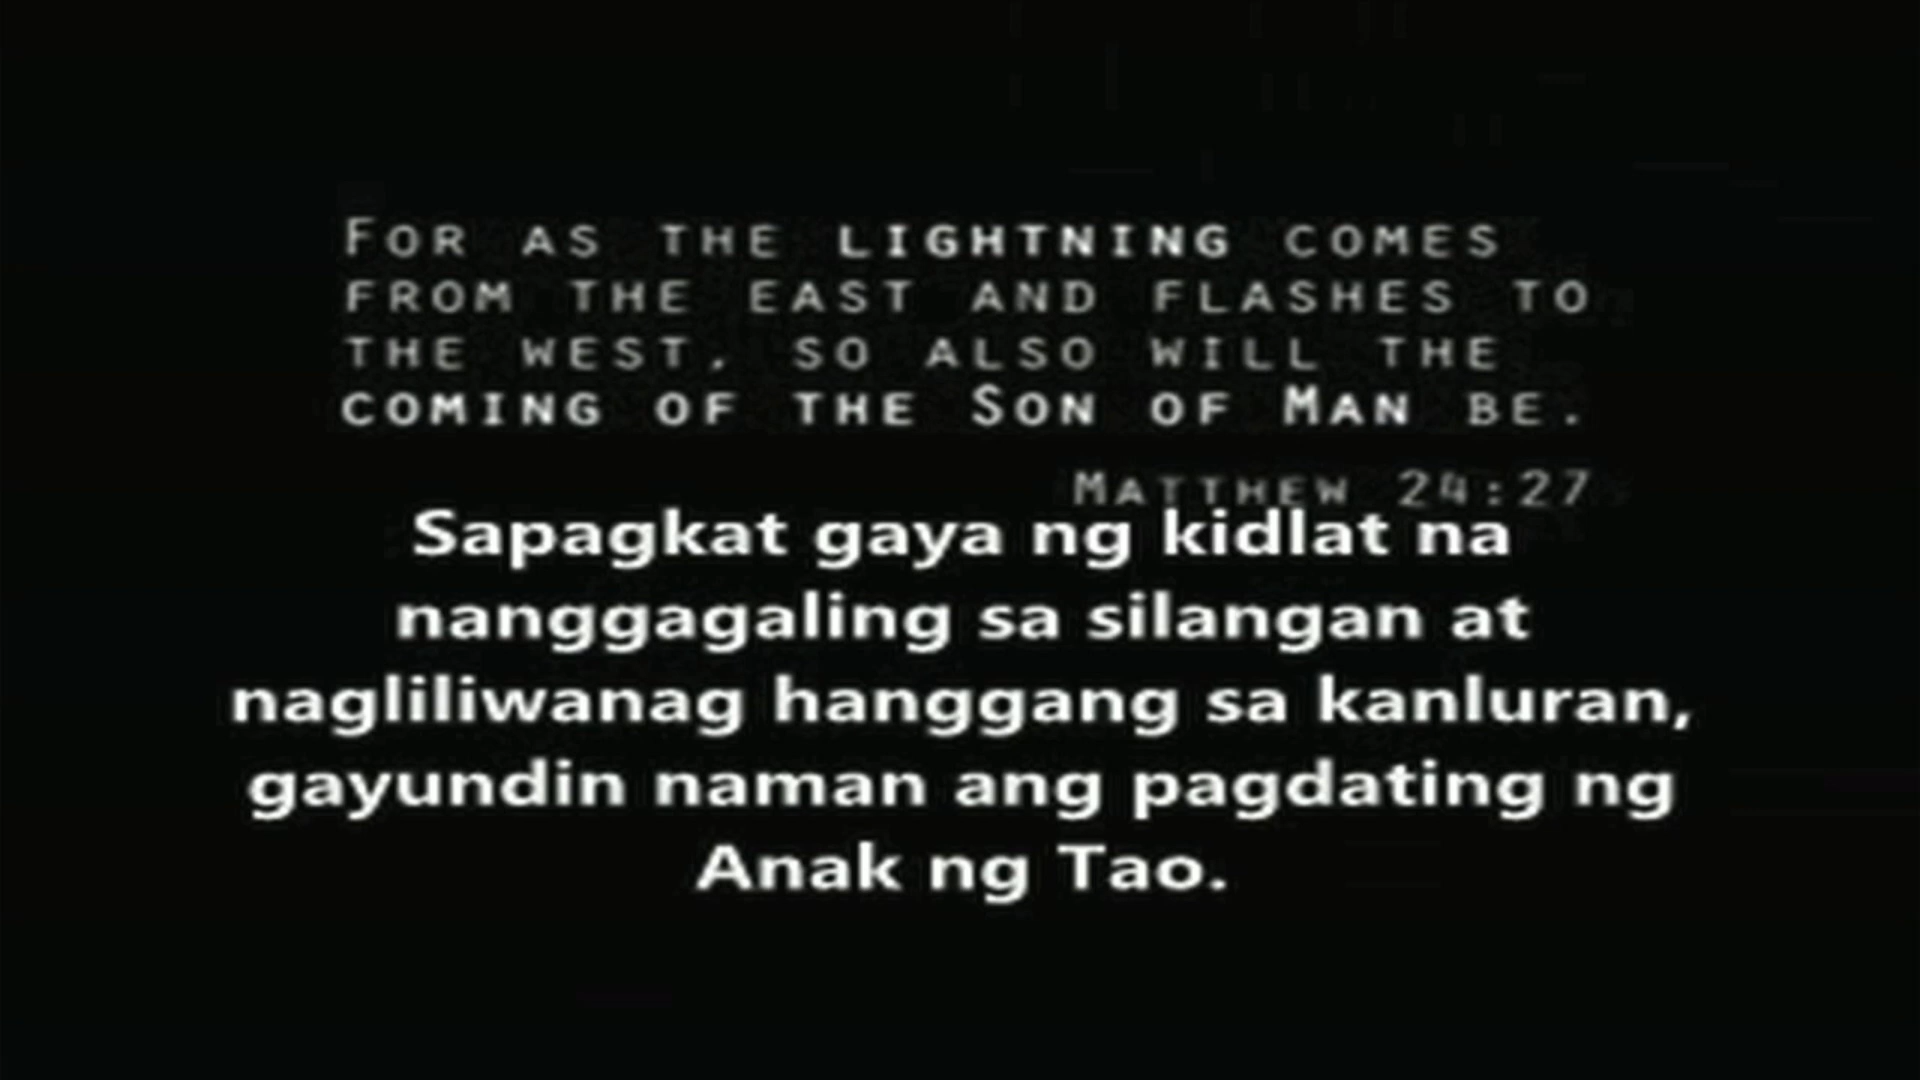 For as the lightning comes
from the east and flashes to
the west, so also will the
coming of the Son of Man be.
Matthew 24:27
Sapagkat gaya ng kidlat na
nanggagaling sa silangan at
nagliliwanag hanggang sa kanluran,
gayundin naman ang pagdating ng
Anak ng Tao.